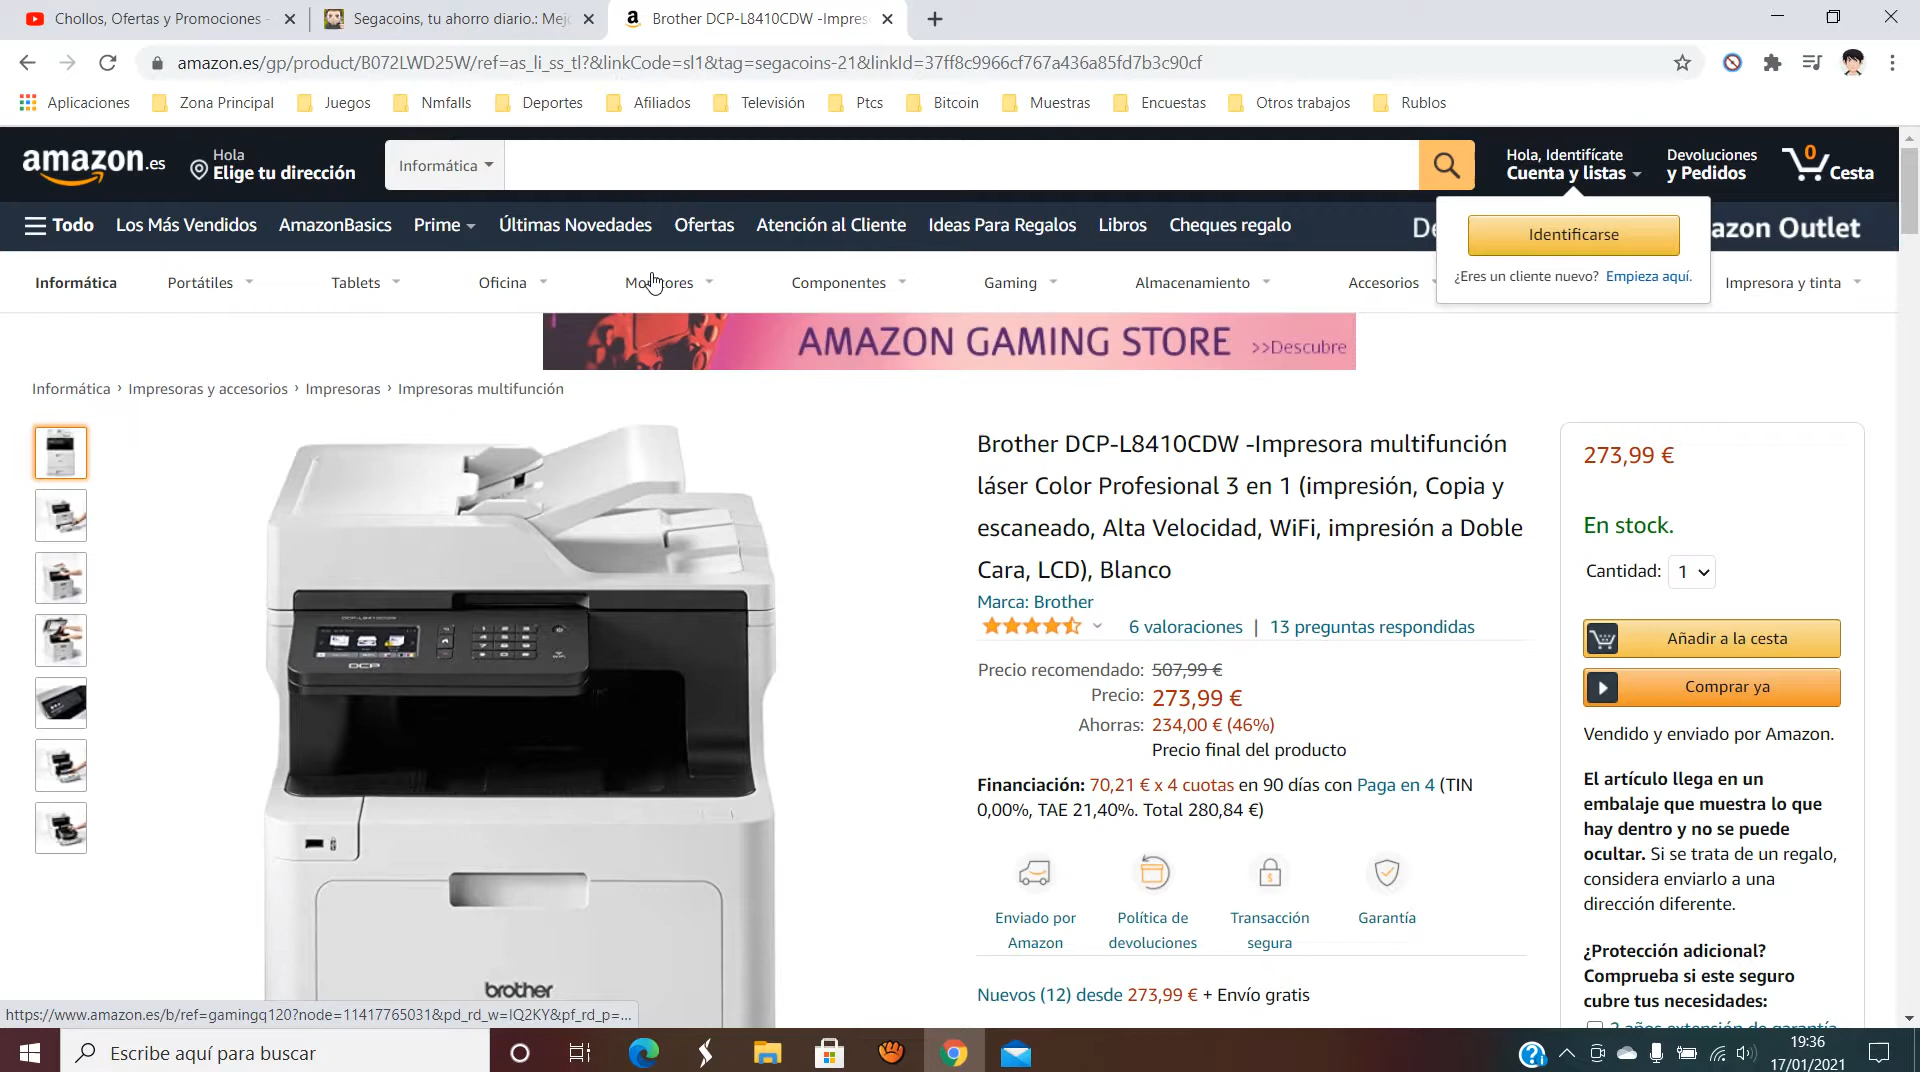 Chollos, Ofertas y Promociones -
Segacoins, tu ahorro diario.: Mejo
Brother DCP-L8410CDW -Impres
amazon.es/gp/product/B072LWD25W/ref=as_li_ss_tl?&linkCode=sl1&tag=segacoins-21&linkId=37ff8c9966cf767a436a85fd7b3c90cf
Aplicaciones Zona Principal Juegos Nmfalls Deportes Afiliados Televisión Ptcs Bitcoin Muestras Encuestas Otros trabajos Rublos
amazon.es
Hola
Elige tu dirección
Informática
Hola, Identifícate
Cuenta y listas
Devoluciones
y Pedidos
0
Cesta
Todo Los Más Vendidos AmazonBasics Prime Últimas Novedades Ofertas Atención al Cliente Ideas Para Regalos Libros Cheques regalo
azon Outlet
Identificarse
¿Eres un cliente nuevo? Empieza aquí.
Informática Portátiles Tablets Oficina Monitores Componentes Gaming Almacenamiento Accesorios Impresora y tinta
AMAZON GAMING STORE >>Descubre
Informática › Impresoras y accesorios › Impresoras › Impresoras multifunción
DCP-L8410CDW
DCP
brother
Brother DCP-L8410CDW -Impresora multifunción
láser Color Profesional 3 en 1 (impresión, Copia y
escaneado, Alta Velocidad, WiFi, impresión a Doble
Cara, LCD), Blanco
Marca: Brother
6 valoraciones | 13 preguntas respondidas
Precio recomendado: 507,99 €
Precio: 273,99 €
Ahorras: 234,00 € (46%)
Precio final del producto
Financiación: 70,21 € x 4 cuotas en 90 días con Paga en 4 (TIN
0,00%, TAE 21,40%. Total 280,84 €)
Enviado por
Amazon
Política de
devoluciones
Transacción
segura
Garantía
Nuevos (12) desde 273,99 € + Envío gratis
273,99 €
En stock.
Cantidad: 1
Añadir a la cesta
Comprar ya
Vendido y enviado por Amazon.
El artículo llega en un
embalaje que muestra lo que
hay dentro y no se puede
ocultar. Si se trata de un regalo,
considera enviarlo a una
dirección diferente.
¿Protección adicional?
Comprueba si este seguro
cubre tus necesidades:
2 años extensión de garantía
https://www.amazon.es/b/ref=gamingq120?node=11417765031&pd_rd_w=IQ2KY&pf_rd_p=...
Escribe aquí para buscar
19:36
17/01/2021